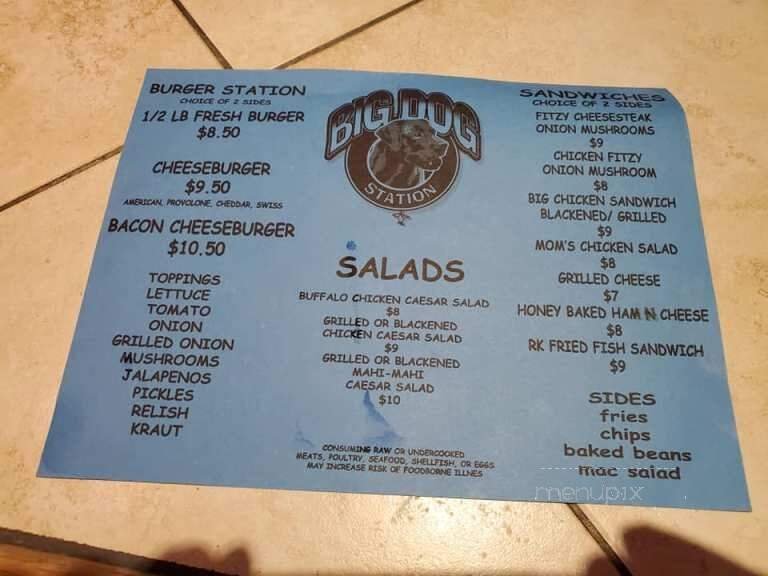 BURGER STATION
CHOICE OF 2 SIDES
1/2 LB FRESH BURGER
$8.50
CHEESEBURGER
$9.50
AMERICAN, PROVOLONE, CHEDDAR, SWISS
BACON CHEESEBURGER
$10.50
TOPPINGS
LETTUCE
TOMATO
ONION
GRILLED ONION
MUSHROOMS
JALAPENOS
PICKLES
RELISH
KRAUT
BIG DOG
STATION
SALADS
BUFFALO CHICKEN CAESAR SALAD
$8
GRILLED OR BLACKENED
CHICKEN CAESAR SALAD
$9
GRILLED OR BLACKENED
MAHI-MAHI
CAESAR SALAD
$10
CONSUMING RAW OR UNDERCOOKED
MEATS, POULTRY, SEAFOOD, SHELLFISH, OR EGGS
MAY INCREASE RISK OF FOODBORNE ILLNES
SANDWICHES
CHOICE OF 2 SIDES
FITZY CHEESESTEAK
ONION MUSHROOMS
$9
CHICKEN FITZY
ONION MUSHROOM
$8
BIG CHICKEN SANDWICH
BLACKENED/ GRILLED
$9
MOM'S CHICKEN SALAD
$8
GRILLED CHEESE
$7
HONEY BAKED HAM N CHEESE
$8
RK FRIED FISH SANDWICH
$9
SIDES
fries
chips
baked beans
mac salad
menupix